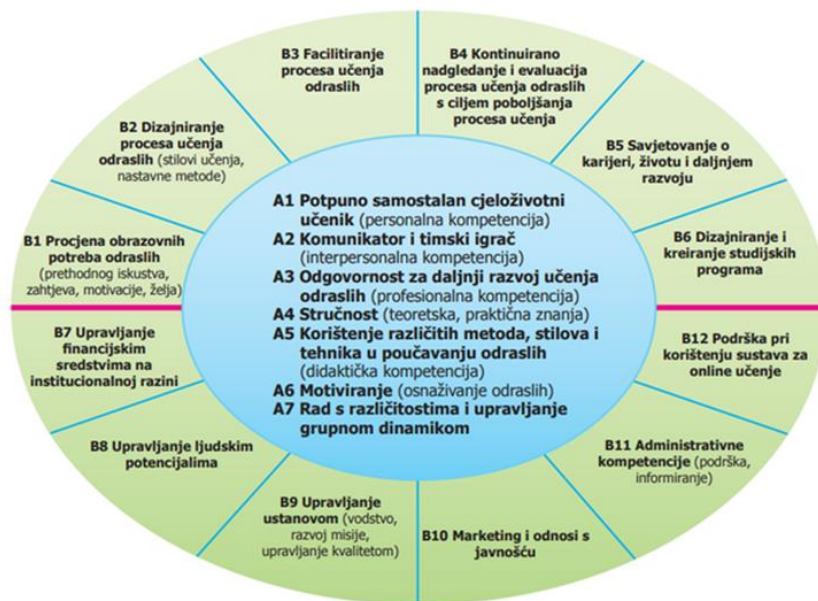 B3 Facilitiranje
procesa učenja
odraslih
B4 Kontinuirano
nadgledanje i evaluacija
procesa učenja odraslih
s ciljem poboljšanja
procesa učenja
B2 Dizajniranje
procesa učenja
odraslih (stilovi učenja,
nastavne metode)
B5 Savjetovanje o
karijeri, životu i daljnjem
razvoju
B1 Procjena obrazovnih
potreba odraslih
(prethodnog iskustva,
zahtjeva, motivacije, želja)
B6 Dizajniranje i
kreiranje studijskih
programa
A1 Potpuno samostalan cjeloživotni
učenik (personalna kompetencija)
A2 Komunikator i timski igrač
(interpersonalna kompetencija)
A3 Odgovornost za daljnji razvoj učenja
odraslih (profesionalna kompetencija)
A4 Stručnost (teoretska, praktična znanja)
A5 Korištenje različitih metoda, stilova i
tehnika u poučavanju odraslih
(didaktička kompetencija)
A6 Motiviranje (osnaživanje odraslih)
A7 Rad s različitostima i upravljanje
grupnom dinamikom
B7 Upravljanje
financijskim
sredstvima na
institucionalnoj razini
B12 Podrška pri
korištenju sustava za
online učenje
B8 Upravljanje ljudskim
potencijalima
B11 Administrativne
kompetencije (podrška,
informiranje)
B9 Upravljanje
ustanovom (vodstvo,
razvoj misije,
upravljanje kvalitetom)
B10 Marketing i odnosi s
javnošću